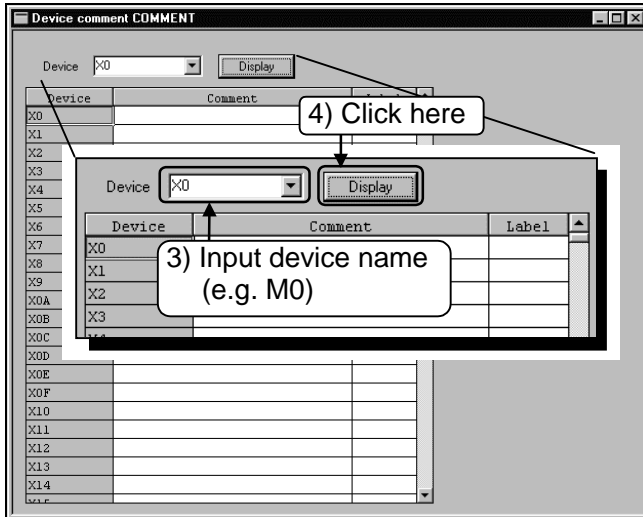 Device comment COMMENT
Device X0 Display
Device Comment
X0
X1
X2
X3
X4
X5
X6
X7
X8
X9
X0A
X0B
X0C
X0D
X0E
X0F
X10
X11
X12
X13
X14
4) Click here
Device X0 Display
Device Comment Label
X0
X1
X2
X3
3) Input device name
(e.g. M0)